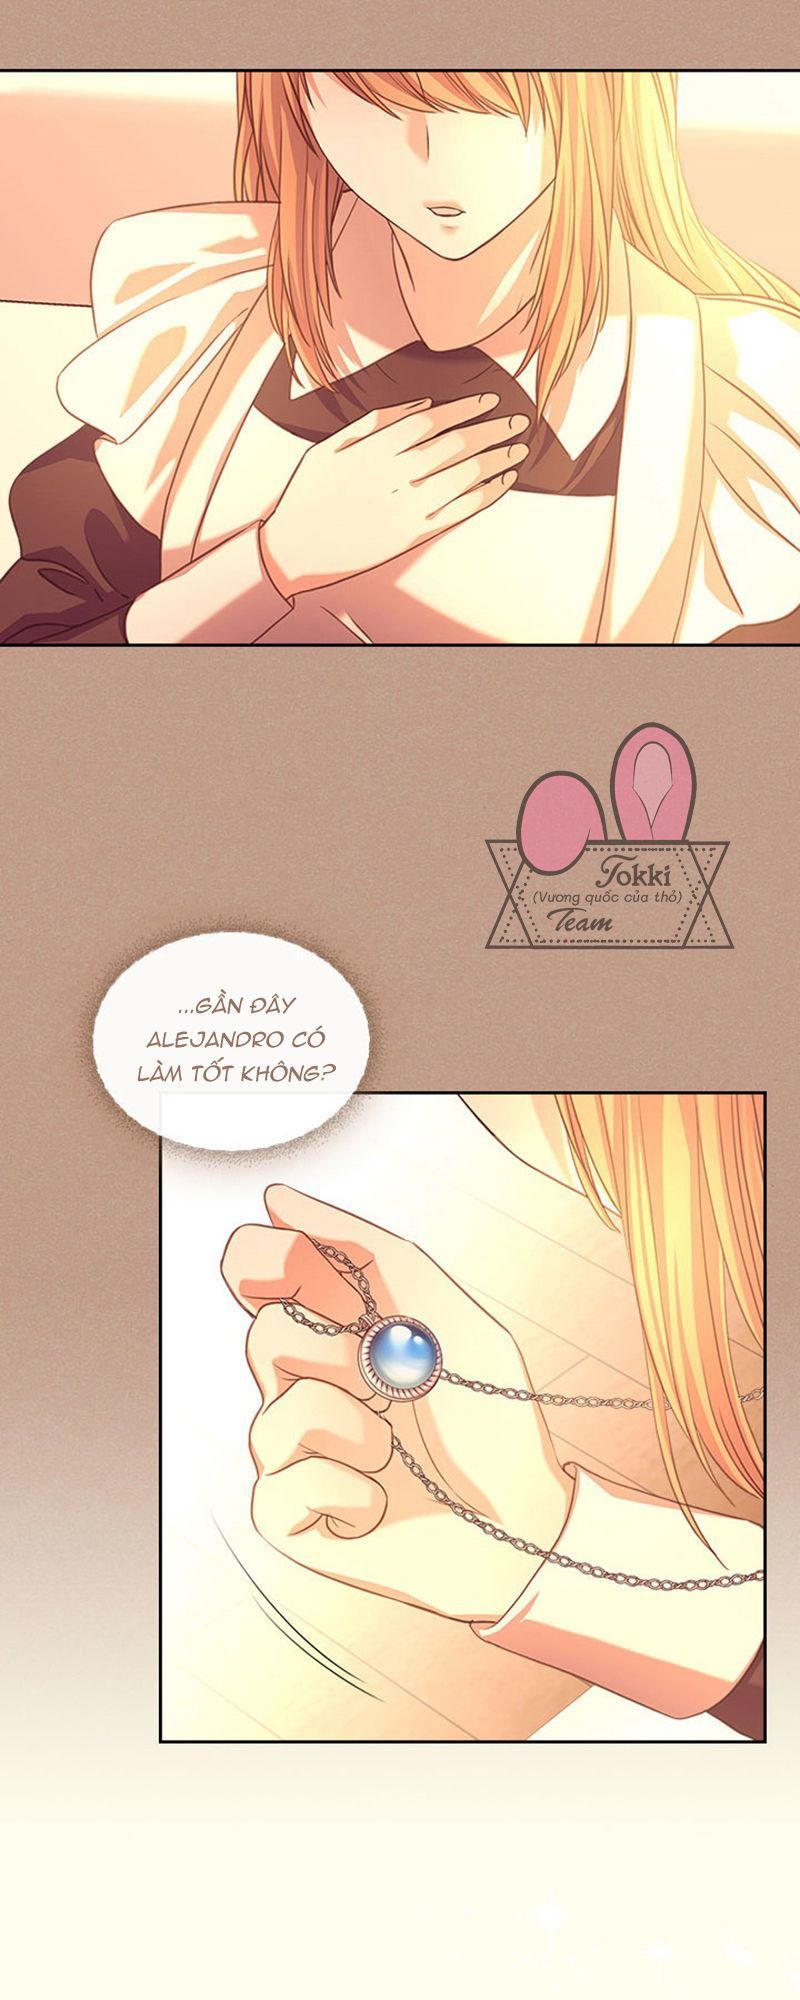 Tokki
(Vương quốc của thỏ)
Team
...GẦN ĐÂY
ALEJANDRO CÓ
LÀM TỐT KHÔNG?